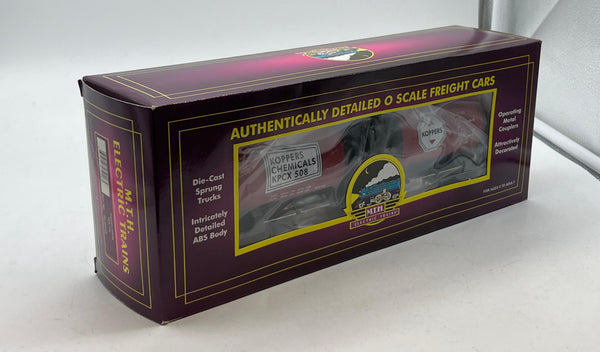 AUTHENTICALLY DETAILED O SCALE FREIGHT CARS
M.T.H.
ELECTRIC TRAINS
Die-Cast
Sprung
Trucks
Intricately
Detailed
ABS Body
KOPPERS
CHEMICALS
KPCX 508
KOPPERS
M.T.H.
ELECTRIC TRAINS
Operating
Metal
Couplers
Attractively
Decorated